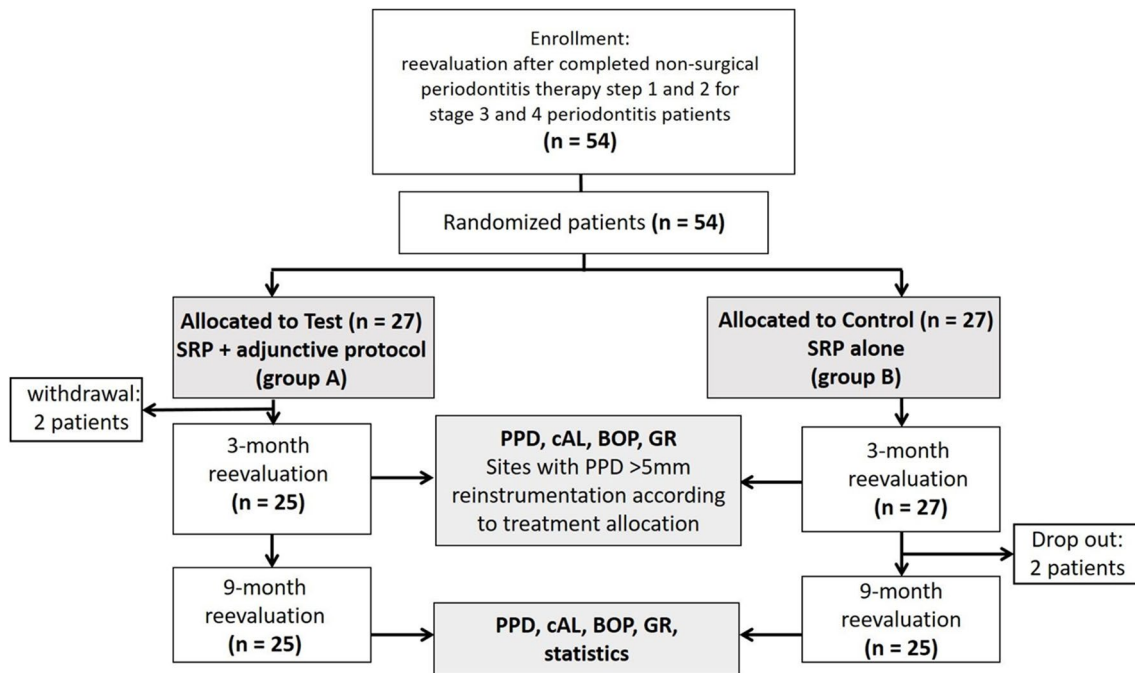 Enrollment:
reevaluation after completed non-surgical
periodontitis therapy step 1 and 2 for
stage 3 and 4 periodontitis patients
(n = 54)
Randomized patients (n = 54)
Allocated to Test (n = 27)
SRP + adjunctive protocol
(group A)
Allocated to Control (n = 27)
SRP alone
(group B)
withdrawal:
2 patients
3-month
reevaluation
(n = 25)
PPD, cAL, BOP, GR
Sites with PPD >5mm
reinstrumentation according
to treatment allocation
3-month
reevaluation
(n = 27)
Drop out:
2 patients
9-month
reevaluation
(n = 25)
PPD, cAL, BOP, GR,
statistics
9-month
reevaluation
(n = 25)